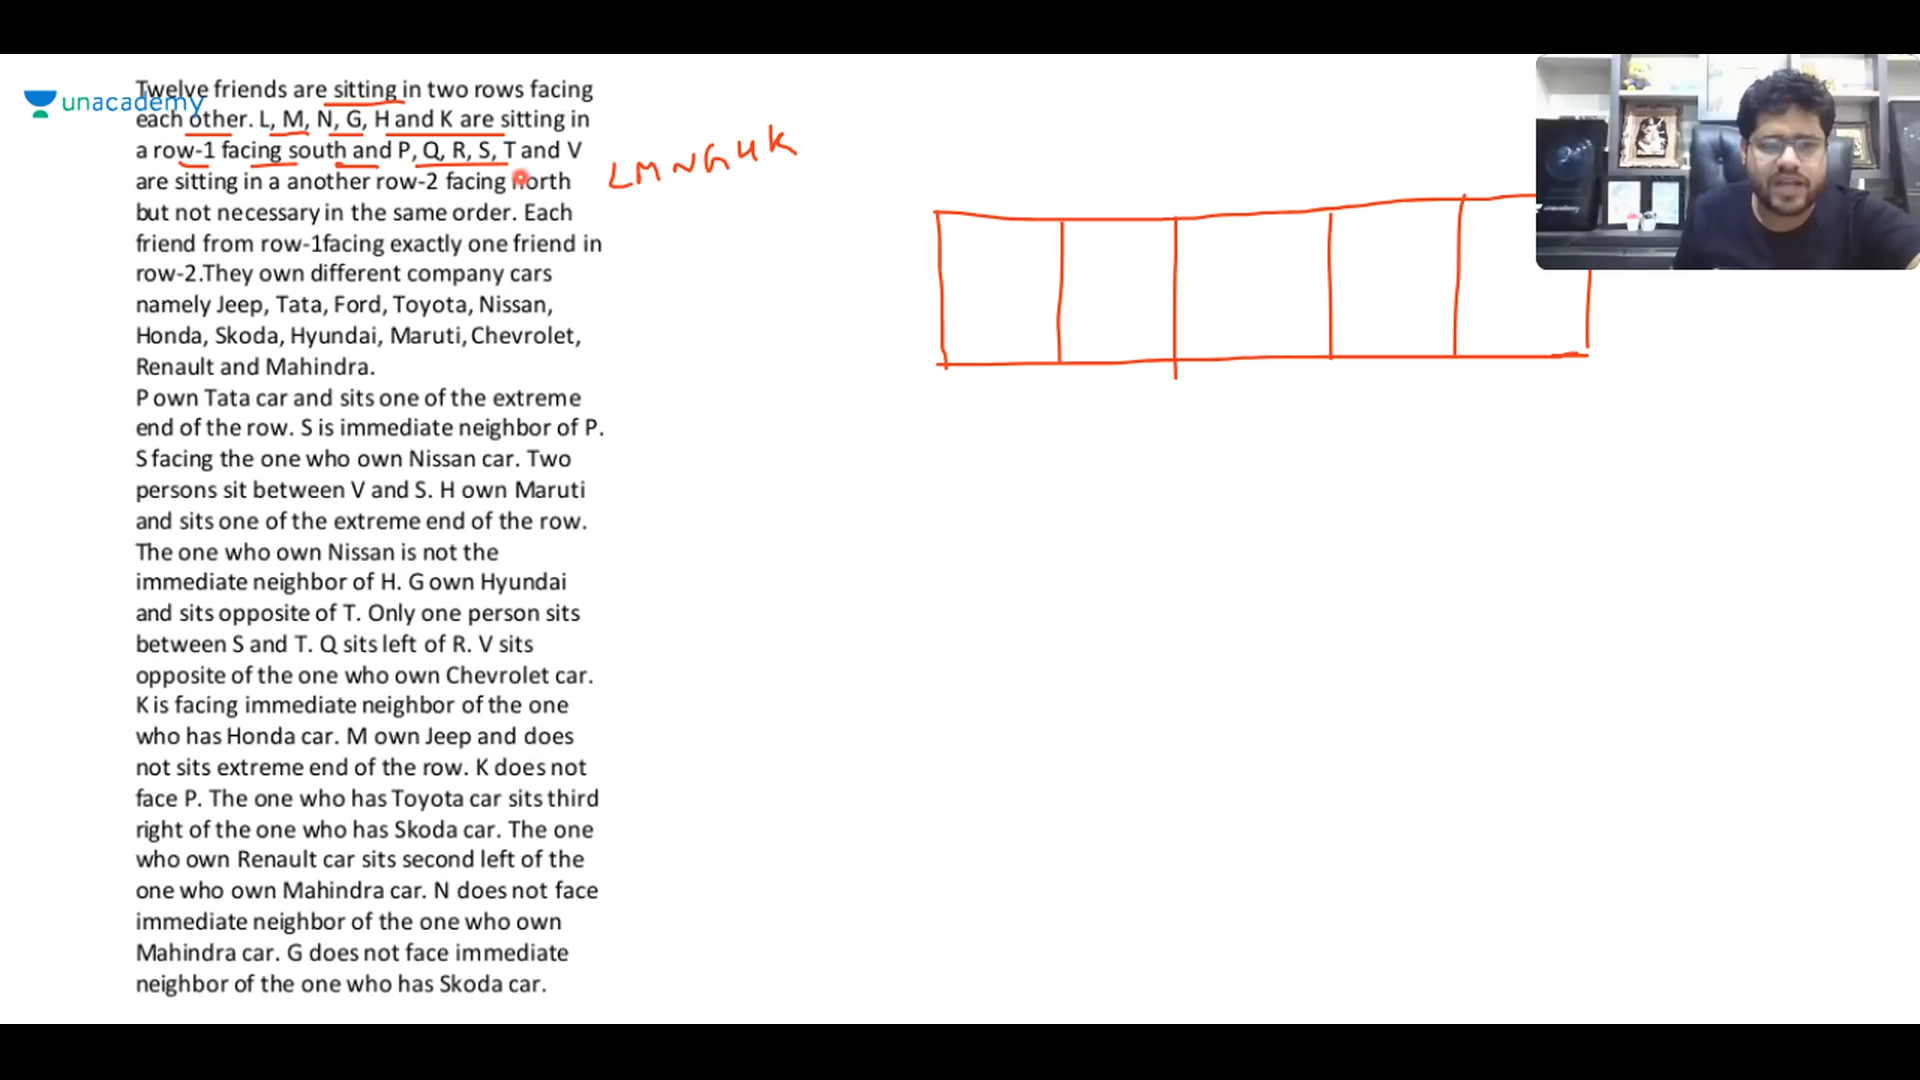 Twelve friends are sitting in two rows facing
unacademy
each other. L, M, N, G, H and K are sitting in
a row-1 facing south and P, Q, R, S, T and V
LMNGHK
are sitting in a another row-2 facing north
but not necessary in the same order. Each
friend from row-1facing exactly one friend in
row-2.They own different company cars
namely Jeep, Tata, Ford, Toyota, Nissan,
Honda, Skoda, Hyundai, Maruti, Chevrolet,
Renault and Mahindra.
P own Tata car and sits one of the extreme
end of the row. S is immediate neighbor of P.
S facing the one who own Nissan car. Two
persons sit between V and S. H own Maruti
and sits one of the extreme end of the row.
The one who own Nissan is not the
immediate neighbor of H. G own Hyundai
and sits opposite of T. Only one person sits
between S and T. Q sits left of R. V sits
opposite of the one who own Chevrolet car.
K is facing immediate neighbor of the one
who has Honda car. M own Jeep and does
not sits extreme end of the row. K does not
face P. The one who has Toyota car sits third
right of the one who has Skoda car. The one
who own Renault car sits second left of the
one who own Mahindra car. N does not face
immediate neighbor of the one who own
Mahindra car. G does not face immediate
neighbor of the one who has Skoda car.
unacademy